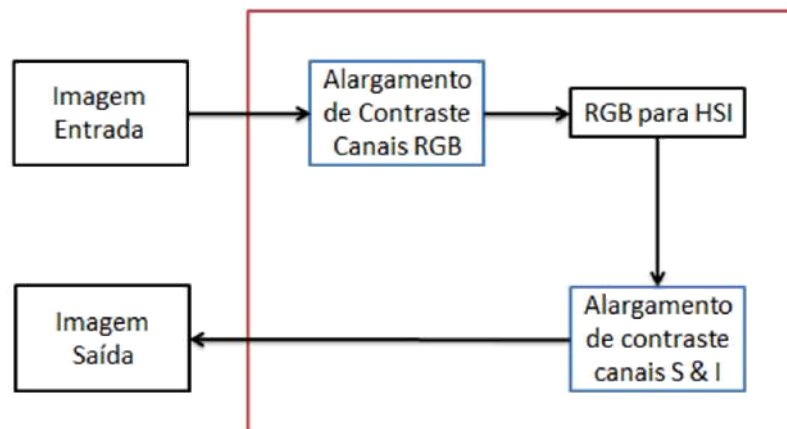 Imagem
Entrada
Alargamento
de Contraste
Canais RGB
RGB para HSI
Alargamento
de contraste
canais S & I
Imagem
Saída